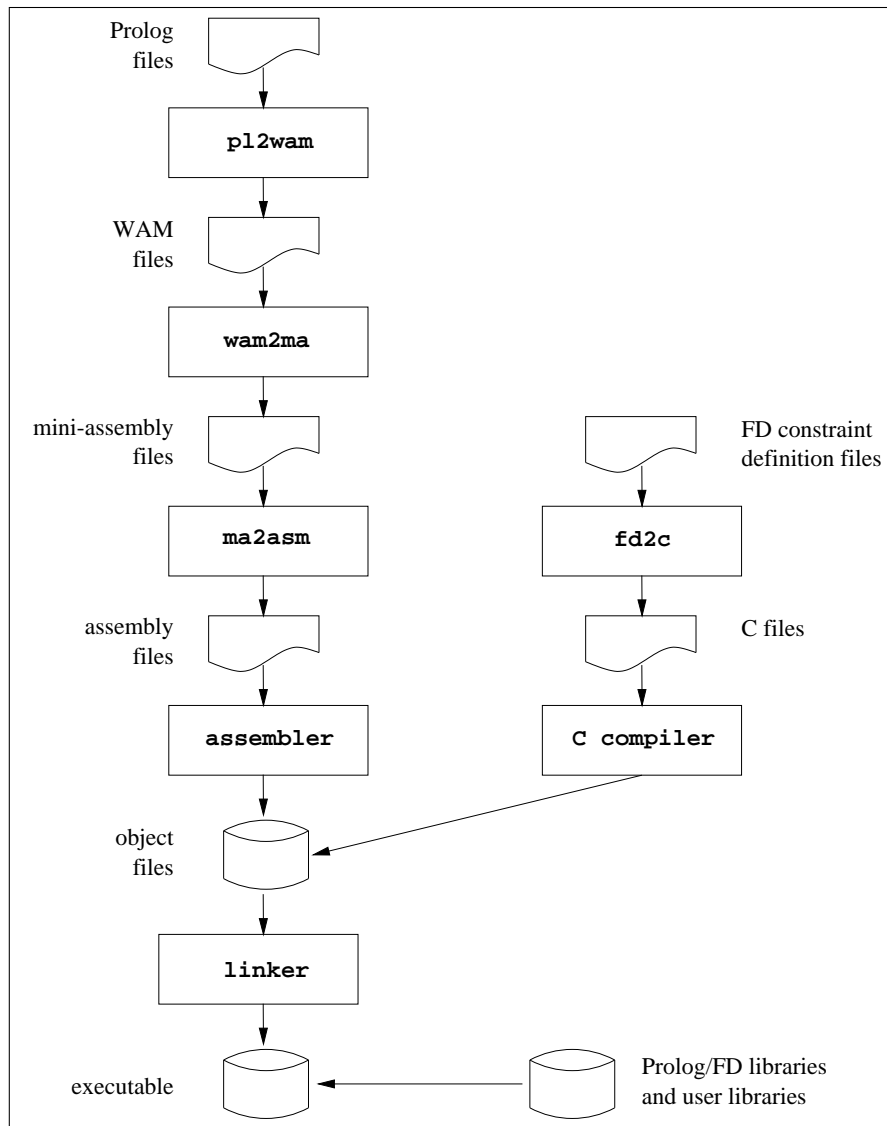 Prolog
files
pl2wam
WAM
files
wam2ma
mini-assembly
files
FD constraint
definition files
ma2asm
fd2c
assembly
files
C files
assembler
C compiler
object
files
linker
executable
Prolog/FD libraries
and user libraries